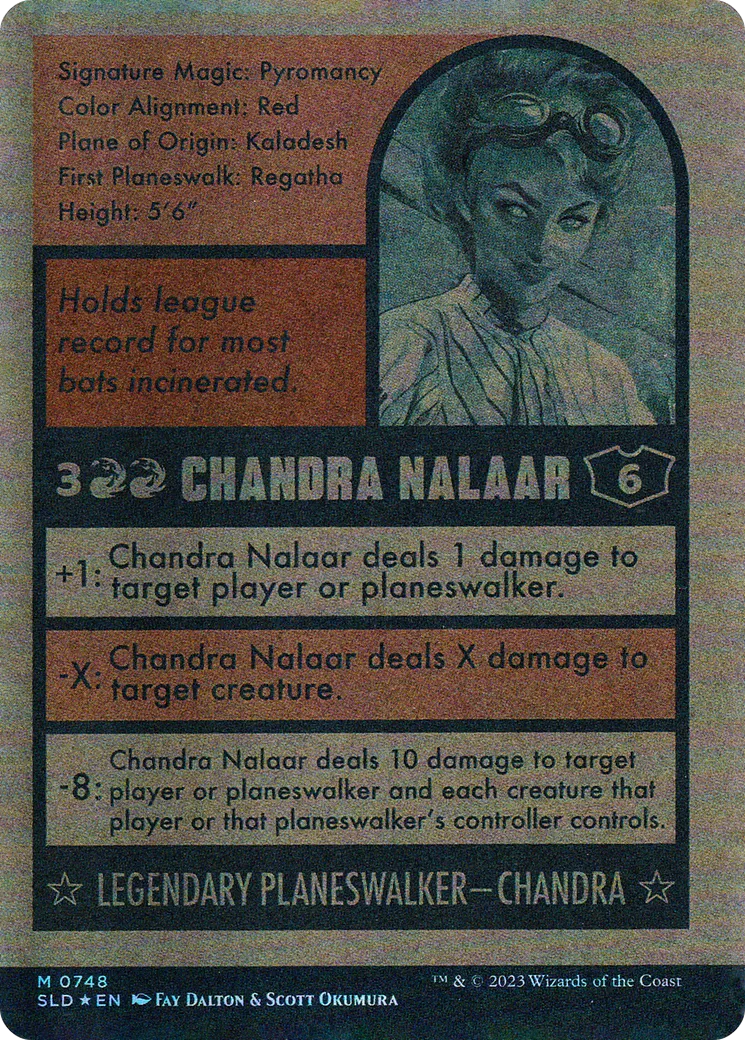 Signature Magic: Pyromancy
Color Alignment: Red
Plane of Origin: Kaladesh
First Planeswalk: Regatha
Height: 5'6"
Holds league
record for most
bats incinerated.
3 CHANDRA NALAAR 6
+1: Chandra Nalaar deals 1 damage to
target player or planeswalker.
-X: Chandra Nalaar deals X damage to
target creature.
-8: Chandra Nalaar deals 10 damage to target
player or planeswalker and each creature that
player or that planeswalker's controller controls.
☆ LEGENDARY PLANESWALKER—CHANDRA ☆
M 0748
SLD ★ EN FAY DALTON & SCOTT OKUMURA
™ & © 2023 Wizards of the Coast